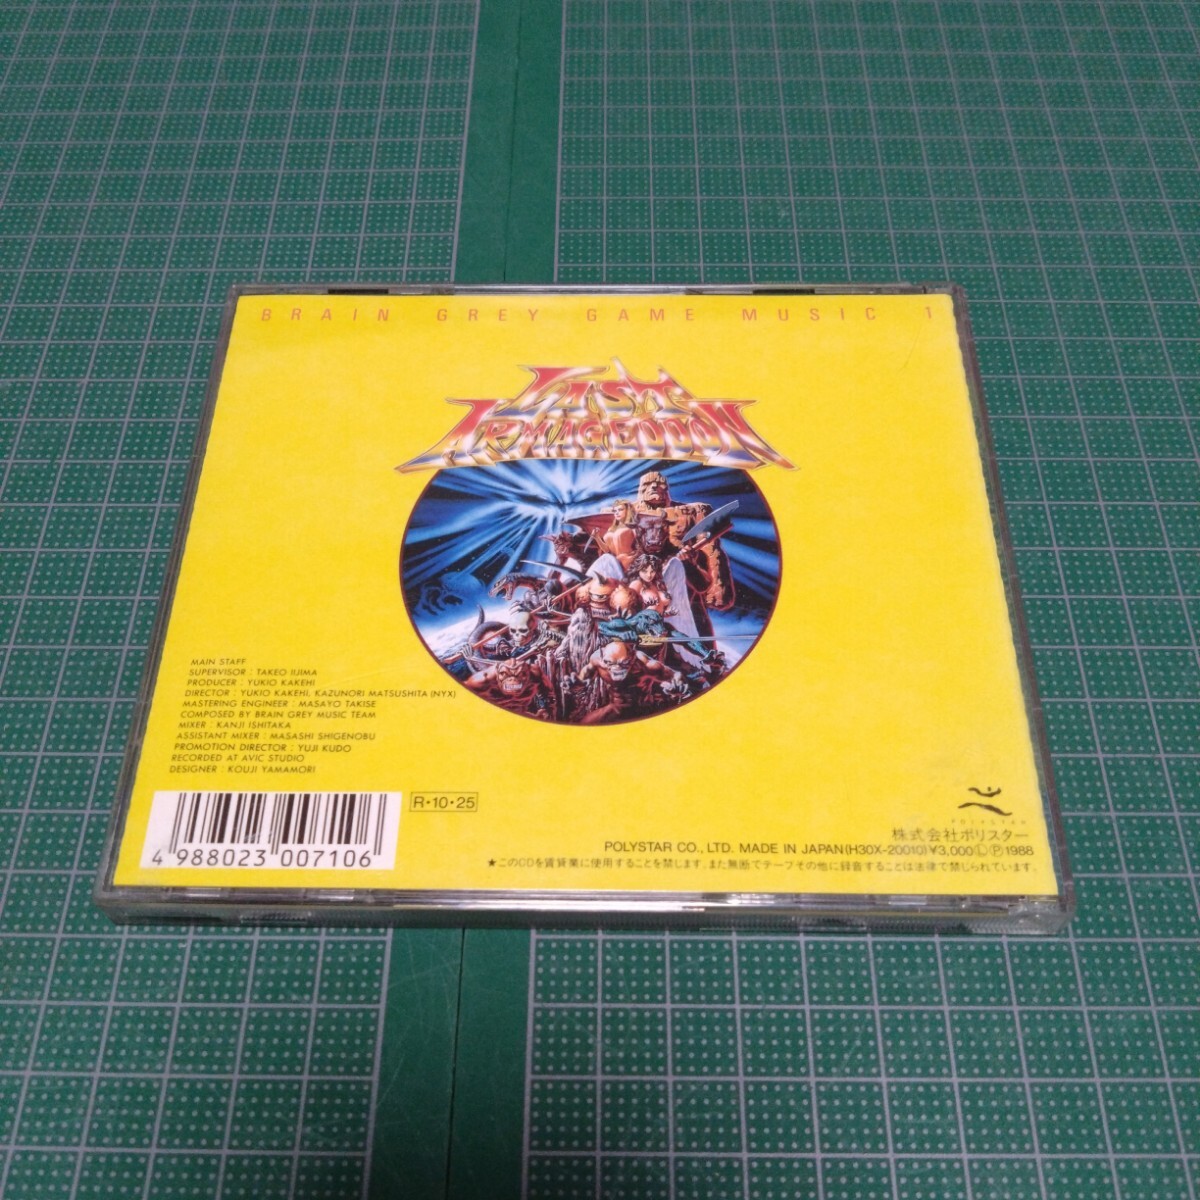 BRAIN GREY GAME MUSIC 1
LAST
ARMAGEDDON
MAIN STAFF
SUPERVISOR : TAKEO IIJIMA
PRODUCER : YUKIO KAKEHI
DIRECTOR : YUKIO KAKEHI, KAZUNORI MATSUSHITA (NYX)
MASTERING ENGINEER : MASAYO TAKISE
COMPOSED BY BRAIN GREY MUSIC TEAM
MIXER : KANJI ISHITAKA
ASSISTANT MIXER : MASASHI SHIGENOBU
PROMOTION DIRECTOR : YUJI KUDO
RECORDED AT AVIC STUDIO
DESIGNER : KOUJI YAMAMORI
R・10・25
4 988023 007106
POLYSTAR
株式会社ポリスター
POLYSTAR CO., LTD. MADE IN JAPAN (H30X-20010) ¥3,000 Ⓛ Ⓟ 1988
★このCDを賃貸業に使用することを禁じます。また無断でテープその他に録音することは法律で禁じられています。